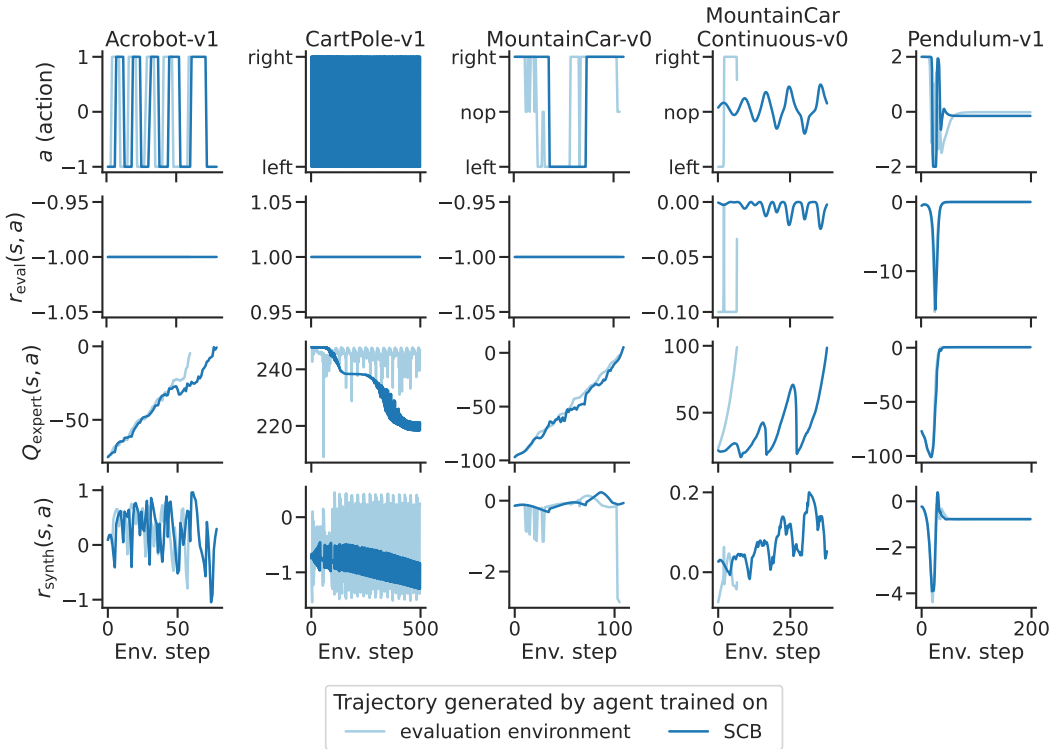 MountainCar
Acrobot-v1 CartPole-v1 MountainCar-v0 Continuous-v0 Pendulum-v1
a (action)
1
0
−1
right
left
right
nop
left
right
nop
left
2
0
−2
r_eval(s, a)
−0.95
−1.00
−1.05
1.05
1.00
0.95
−0.95
−1.00
−1.05
0.00
−0.05
−0.10
0
−10
Q_expert(s, a)
0
−50
240
220
0
−50
−100
100
50
0
−50
−100
r_synth(s, a)
1
0
−1
0
−1
0
−2
0.2
0.0
0
−2
−4
0 50 0 500 0 100 0 250 0 200
Env. step Env. step Env. step Env. step Env. step
Trajectory generated by agent trained on
evaluation environment SCB